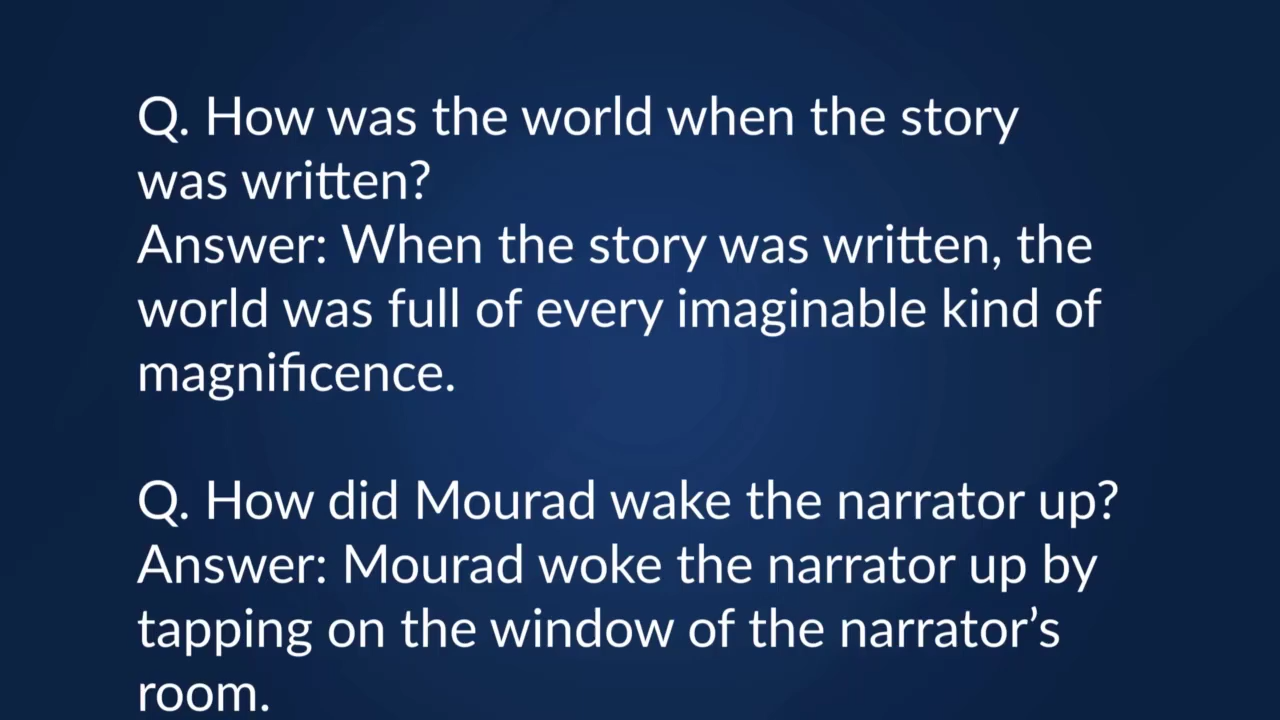 Q. How was the world when the story
was written?
Answer: When the story was written, the
world was full of every imaginable kind of
magnificence.
Q. How did Mourad wake the narrator up?
Answer: Mourad woke the narrator up by
tapping on the window of the narrator’s
room.